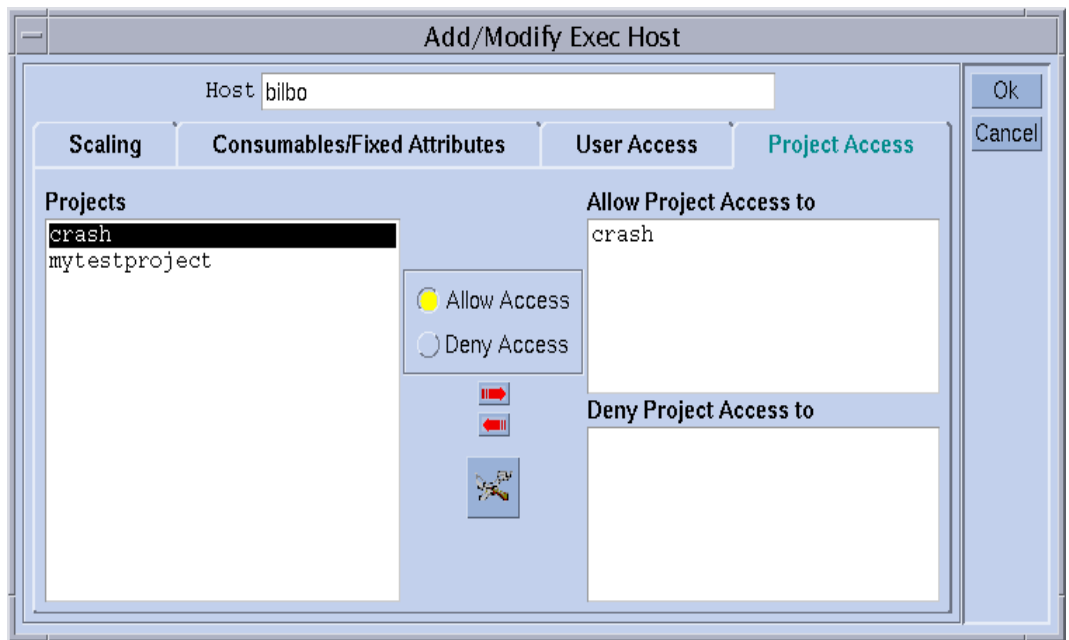 Add/Modify Exec Host
Host bilbo
Ok
Cancel
Scaling
Consumables/Fixed Attributes
User Access
Project Access
Projects
crash
mytestproject
Allow Access
Deny Access
Allow Project Access to
crash
Deny Project Access to